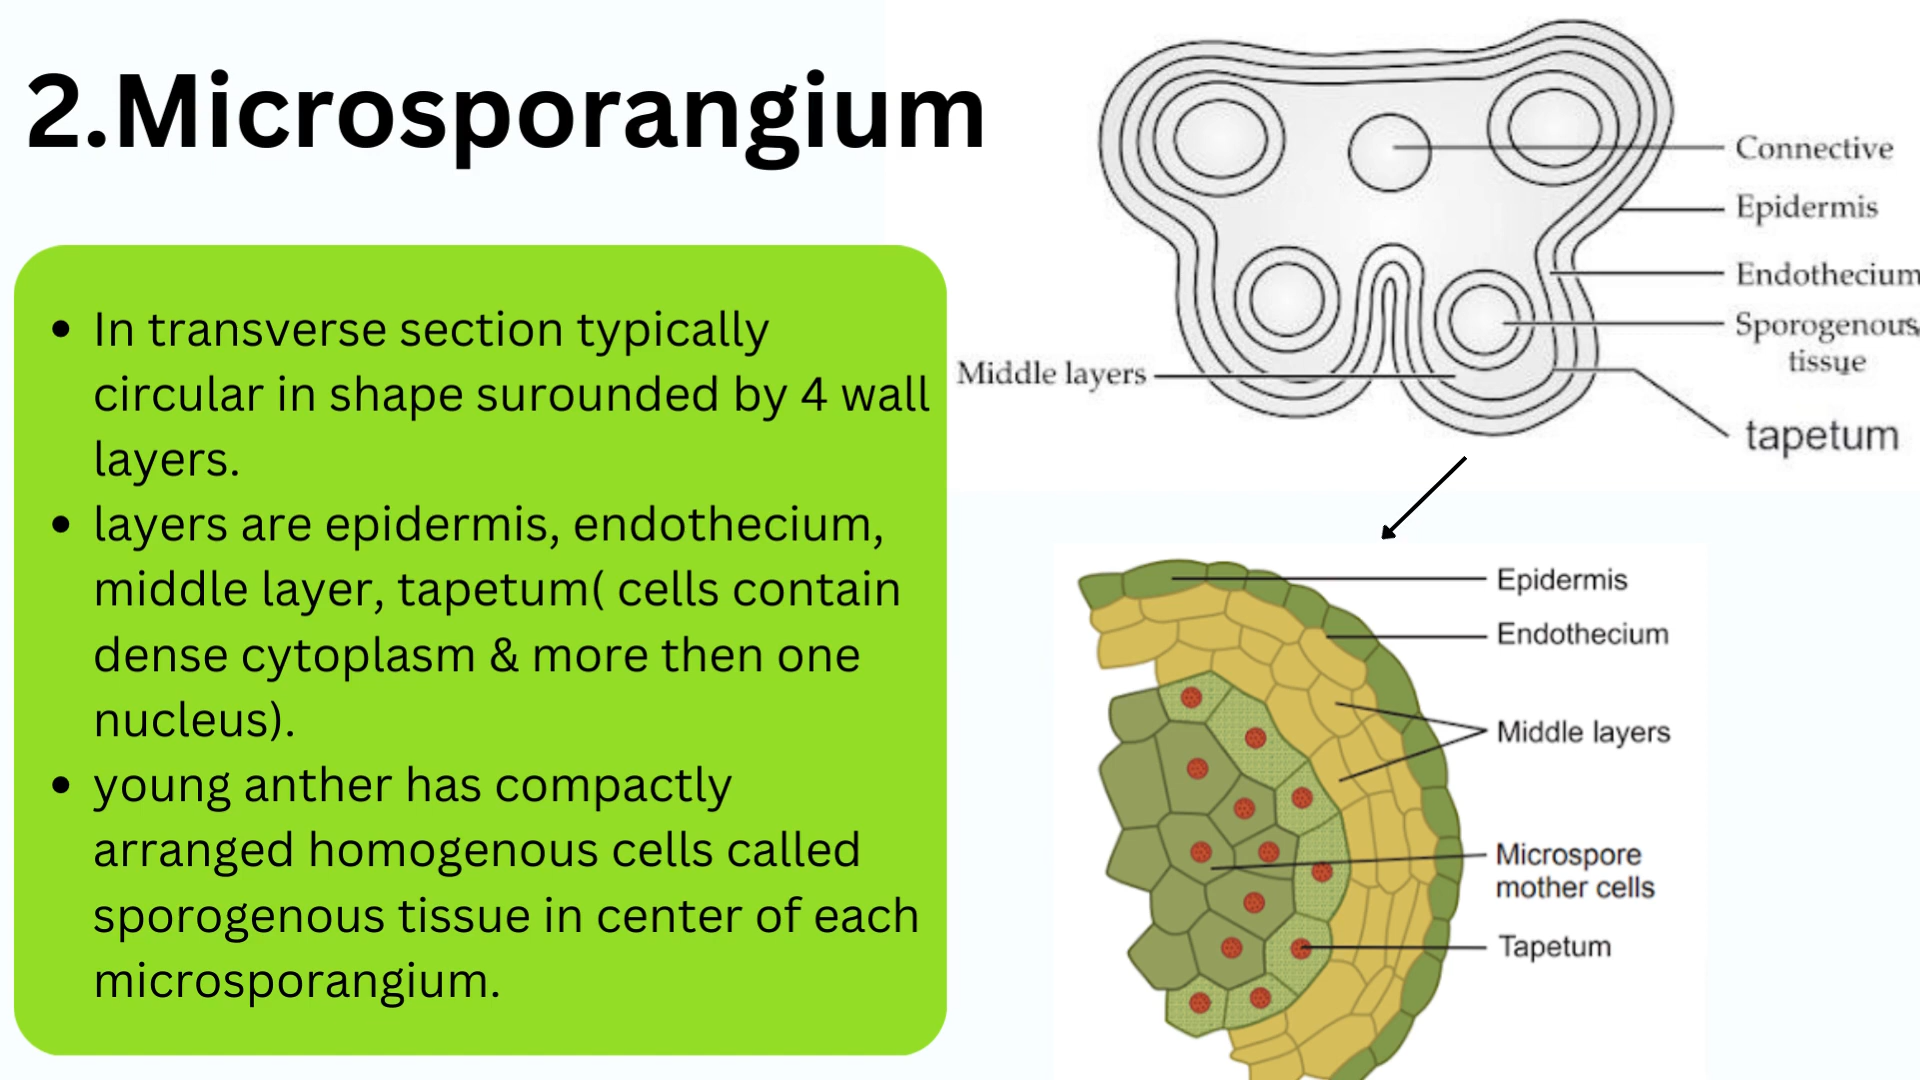 2.Microsporangium
• In transverse section typically
circular in shape surounded by 4 wall
layers.
• layers are epidermis, endothecium,
middle layer, tapetum( cells contain
dense cytoplasm & more then one
nucleus).
• young anther has compactly
arranged homogenous cells called
sporogenous tissue in center of each
microsporangium.
Connective
Epidermis
Endothecium
Sporogenous
tissue
Middle layers
tapetum
Epidermis
Endothecium
Middle layers
Microspore
mother cells
Tapetum